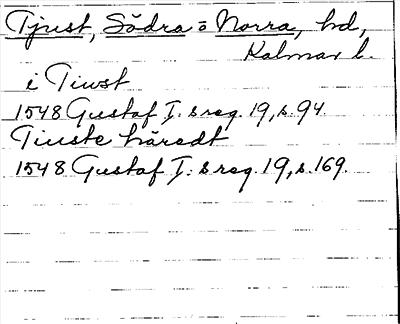 Tjust, Södra o Norra, hd,
Kalmar l.
i Tiwst
1548 Gustaf I:s reg. 19, s. 94.
Tiuste häredt
1548 Gustaf I:s reg. 19, s. 169.